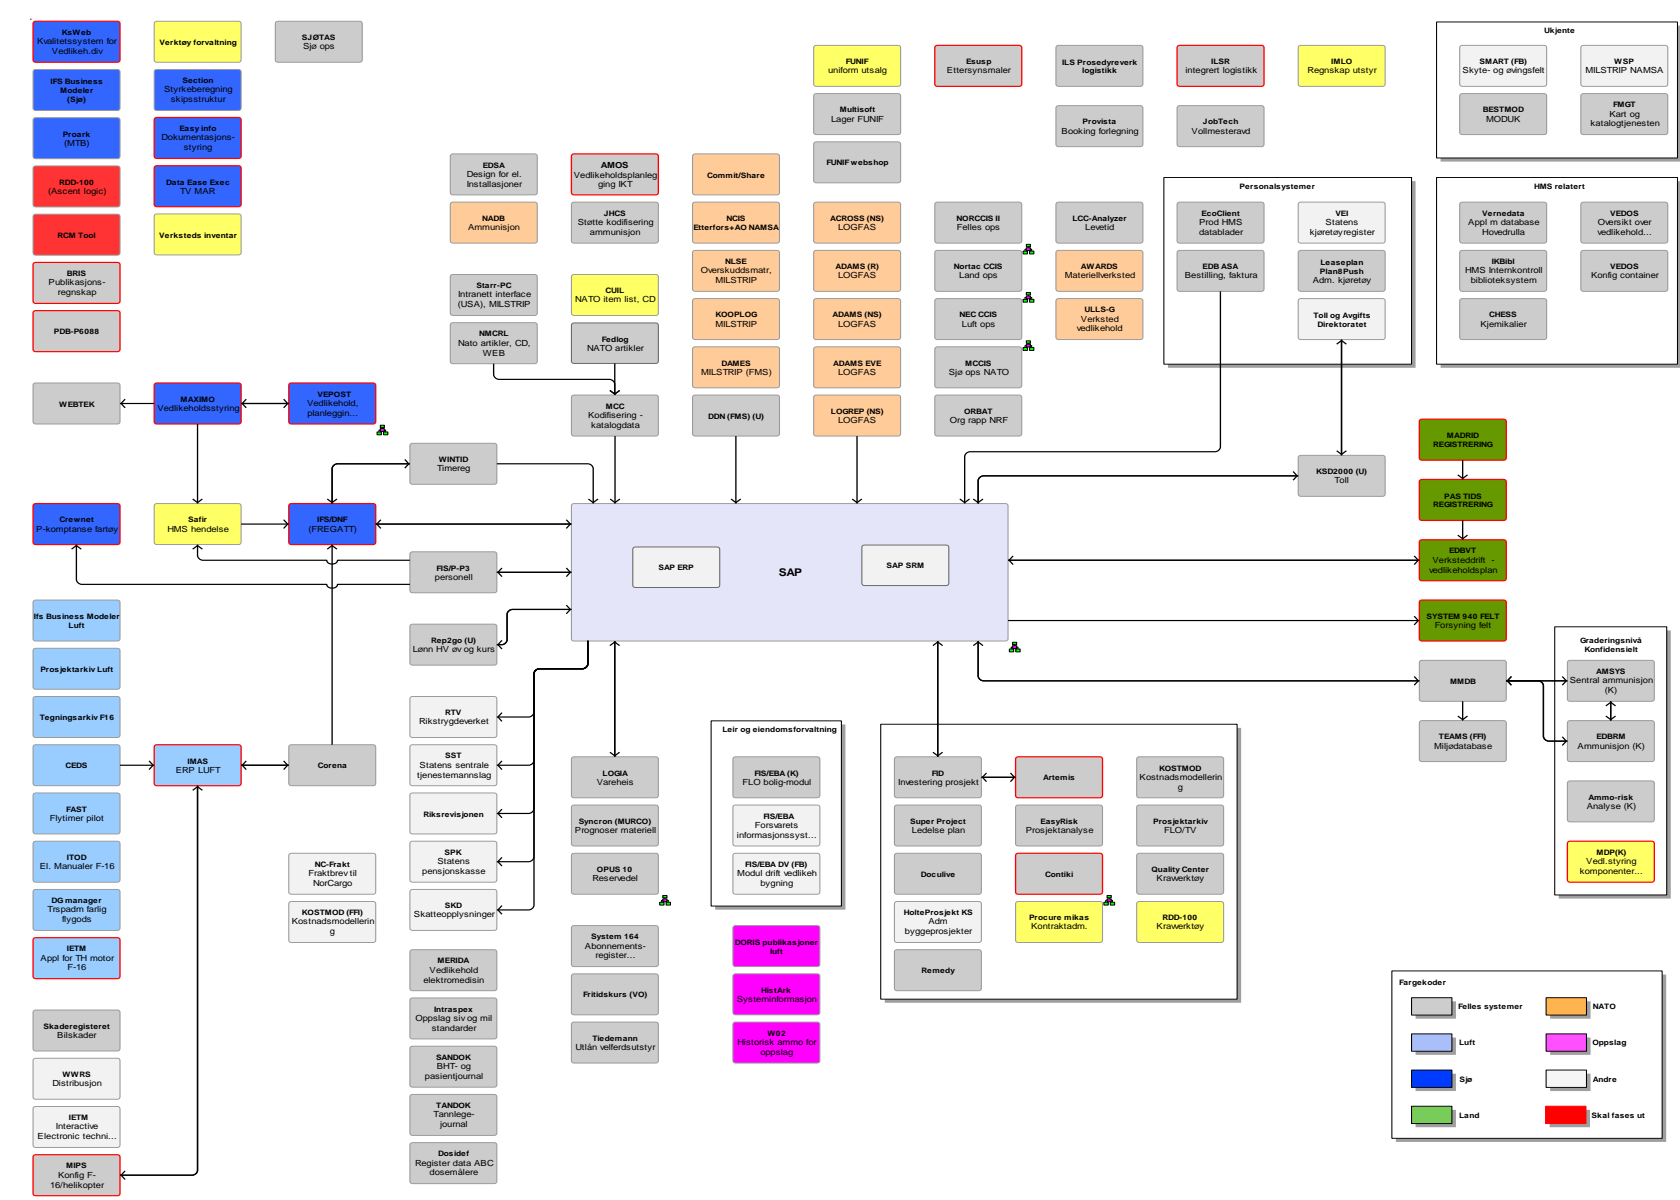 KsWeb
Kvalitetssystem for
Vedlikeh.div
Verktøy forvaltning
SJØTAS
Sjø ops
IFS Business
Modeler
(Sjø)
Section
Styrkeberegning
skipsstruktur
Proark
(MTB)
Easy info
Dokumentasjons-
styring
RDD-100
(Ascent logic)
Data Ease Exec
TV MAR
RCM Tool
Verksteds inventar
BRIS
Publikasjons-
regnskap
PDB-P6088
FUNIF
uniform utsalg
Esusp
Ettersynsmaler
ILS Prosedyreverk
logistikk
ILSR
integrert logistikk
IMLO
Regnskap utstyr
Multisoft
Lager FUNIF
Provista
Booking forlegning
JobTech
Vollmesteravd
FUNIF webshop
Ukjente
SMART (FB)
Skyte- og øvingsfelt
WSP
MILSTRIP NAMSA
BESTMOD
MODUK
FMGT
Kart og
katalogtjenesten
EDSA
Design for el.
Installasjoner
AMOS
Vedlikeholdsplanleg
ging IKT
Commit/Share
NADB
Ammunisjon
JHCS
Støtte kodifisering
ammunisjon
NCIS
Etterfors+AO NAMSA
ACROSS (NS)
LOGFAS
NORCCIS II
Felles ops
LCC-Analyzer
Levetid
Starr-PC
Intranett interface
(USA), MILSTRIP
CUIL
NATO item list, CD
NLSE
Overskuddsmatr,
MILSTRIP
ADAMS (R)
LOGFAS
Nortac CCIS
Land ops
AWARDS
Materiellverksted
NMCRL
Nato artikler, CD,
WEB
Fedlog
NATO artikler
KOOPLOG
MILSTRIP
ADAMS (NS)
LOGFAS
NEC CCIS
Luft ops
ULLS-G
Verksted
vedlikehold
DAMES
MILSTRIP (FMS)
ADAMS EVE
LOGFAS
MCCIS
Sjø ops NATO
MCC
Kodifisering -
katalogdata
DDN (FMS) (U)
LOGREP (NS)
LOGFAS
ORBAT
Org rapp NRF
Personalsystemer
EcoClient
Prod HMS
datablader
VEI
Statens
kjøretøyregister
EDB ASA
Bestilling, faktura
Leaseplan
Plan8Push
Adm. kjøretøy
Toll og Avgifts
Direktoratet
HMS relatert
Vernedata
Appl m database
Hovedrulla
VEDOS
Oversikt over
vedlikehold...
IKBibl
HMS Internkontroll
biblioteksystem
VEDOS
Konfig container
CHESS
Kjemikalier
WEBTEK
MAXIMO
Vedlikeholdsstyring
VEPOST
Vedlikehold,
planleggin...
WINTID
Timereg
KSD2000 (U)
Toll
MADRID
REGISTRERING
PAS TIDS
REGISTRERING
EDBVT
Verksteddrift -
vedlikeholdsplan
SYSTEM 940 FELT
Forsyning felt
Crewnet
P-komptanse fartøy
Safir
HMS hendelse
IFS/DNF
(FREGATT)
SAP ERP
SAP
SAP SRM
FIS/P-P3
personell
Rep2go (U)
Lønn HV øv og kurs
Ifs Business Modeler
Luft
Prosjektarkiv Luft
Tegningsarkiv F16
CEDS
IMAS
ERP LUFT
Corena
FAST
Flytimer pilot
ITOD
El. Manualer F-16
DG manager
Trspadm farlig
flygods
IETM
Appl for TH motor
F-16
NC-Frakt
Fraktbrev til
NorCargo
KOSTMOD (FFI)
Kostnadsmodellerin
g
Skaderegisteret
Bilskader
WWRS
Distribusjon
IETM
Interactive
Electronic techni...
MIPS
Konfig F-
16/helikopter
RTV
Rikstrygdeverket
SST
Statens sentrale
tjenestemannslag
Riksrevisjonen
SPK
Statens
pensjonskasse
SKD
Skatteopplysninger
MERIDA
Vedlikehold
elektromedisin
Intraspex
Oppslag siv og mil
standarder
SANDOK
BHT- og
pasientjournal
TANDOK
Tannlege-
journal
Dosidef
Register data ABC
dosemålere
LOGIA
Vareheis
Syncron (MURCO)
Prognoser materiell
OPUS 10
Reservedel
System 164
Abonnements-
register...
Fritidskurs (VO)
Tiedemann
Utlån velferdsutstyr
Leir og eiendomsforvaltning
FIS/EBA (K)
FLO bolig-modul
FIS/EBA
Forsvarets
informasjonssyst...
FIS/EBA DV (FB)
Modul drift vedlikeh
bygning
DORIS publikasjoner
luft
HistArk
Systeminformasjon
W02
Historisk ammo for
oppslag
FID
Investering prosjekt
Artemis
KOSTMOD
Kostnadsmodellerin
g
Super Project
Ledelse plan
EasyRisk
Prosjektanalyse
Prosjektarkiv
FLO/TV
Doculive
Contiki
Quality Center
Kravverktøy
HolteProsjekt KS
Adm
byggeprosjekter
Procure mikas
Kontraktadm.
RDD-100
Kravverktøy
Remedy
MMDB
TEAMS (FFI)
Miljødatabase
Graderingsnivå
Konfidensielt
AMSYS
Sentral ammunisjon
(K)
EDBRM
Ammunisjon (K)
Ammo-risk
Analyse (K)
MDP(K)
Vedl.styring
komponenter...
Fargekoder
Felles systemer
NATO
Luft
Oppslag
Sjø
Andre
Land
Skal fases ut